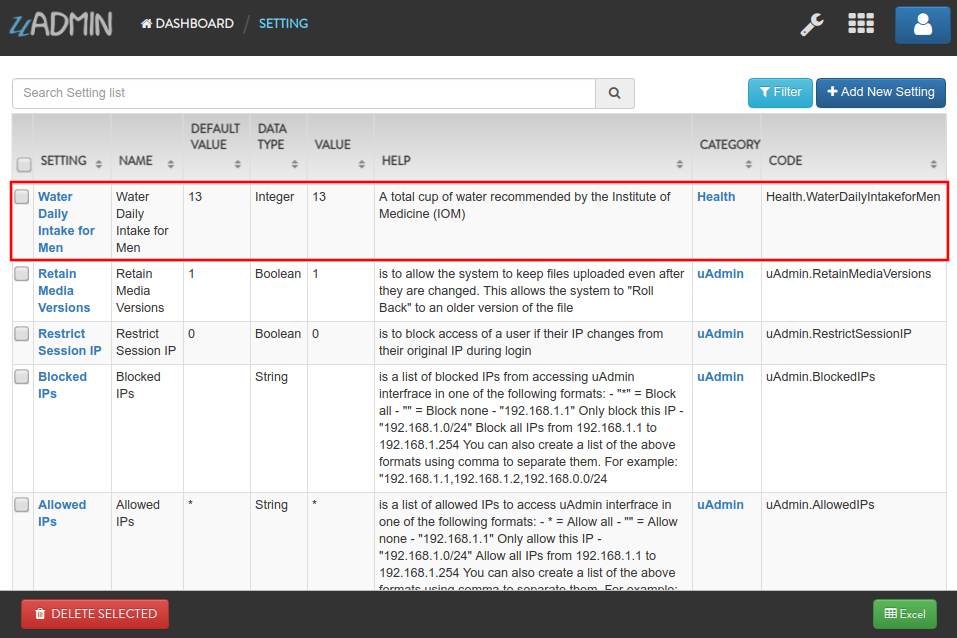 uADMIN
DASHBOARD / SETTING
Search Setting list
Filter
+ Add New Setting
SETTING
NAME
DEFAULT
VALUE
DATA
TYPE
VALUE
HELP
CATEGORY
CODE
Water
Daily
Intake for
Men
Water
Daily
Intake for
Men
13
Integer
13
A total cup of water recommended by the Institute of
Medicine (IOM)
Health
Health.WaterDailyIntakeforMen
Retain
Media
Versions
Retain
Media
Versions
1
Boolean
1
is to allow the system to keep files uploaded even after
they are changed. This allows the system to "Roll
Back" to an older version of the file
uAdmin
uAdmin.RetainMediaVersions
Restrict
Session IP
Restrict
Session IP
0
Boolean
0
is to block access of a user if their IP changes from
their original IP during login
uAdmin
uAdmin.RestrictSessionIP
Blocked
IPs
Blocked
IPs
String
is a list of blocked IPs from accessing uAdmin
interfrace in one of the following formats: - "*" = Block
all - "" = Block none - "192.168.1.1" Only block this IP -
"192.168.1.0/24" Block all IPs from 192.168.1.1 to
192.168.1.254 You can also create a list of the above
formats using comma to separate them. For example:
"192.168.1.1,192.168.1.2,192.168.0.0/24
uAdmin
uAdmin.BlockedIPs
Allowed
IPs
Allowed
IPs
*
String
*
is a list of allowed IPs to access uAdmin interfrace in
one of the following formats: - * = Allow all - "" = Allow
none - "192.168.1.1" Only allow this IP -
"192.168.1.0/24" Allow all IPs from 192.168.1.1 to
192.168.1.254 You can also create a list of the above
formats using comma to separate them. For example:
uAdmin
uAdmin.AllowedIPs
DELETE SELECTED
Excel